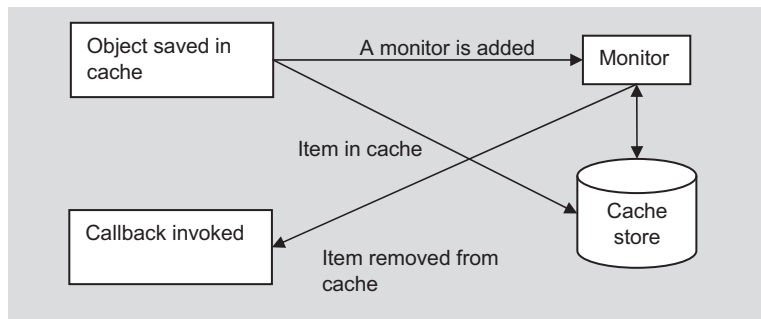 Object saved in
cache
A monitor is added
Monitor
Item in cache
Cache
store
Callback invoked
Item removed from
cache